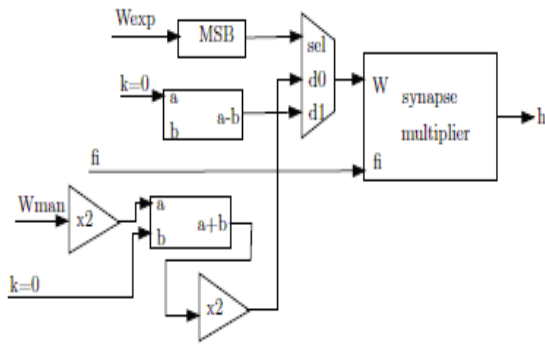 Wexp
MSB
sel
k=0
a
b
a-b
d0
d1
W
synapse
multiplier
fi
h
fi
Wman
x2
a
b
a+b
k=0
x2